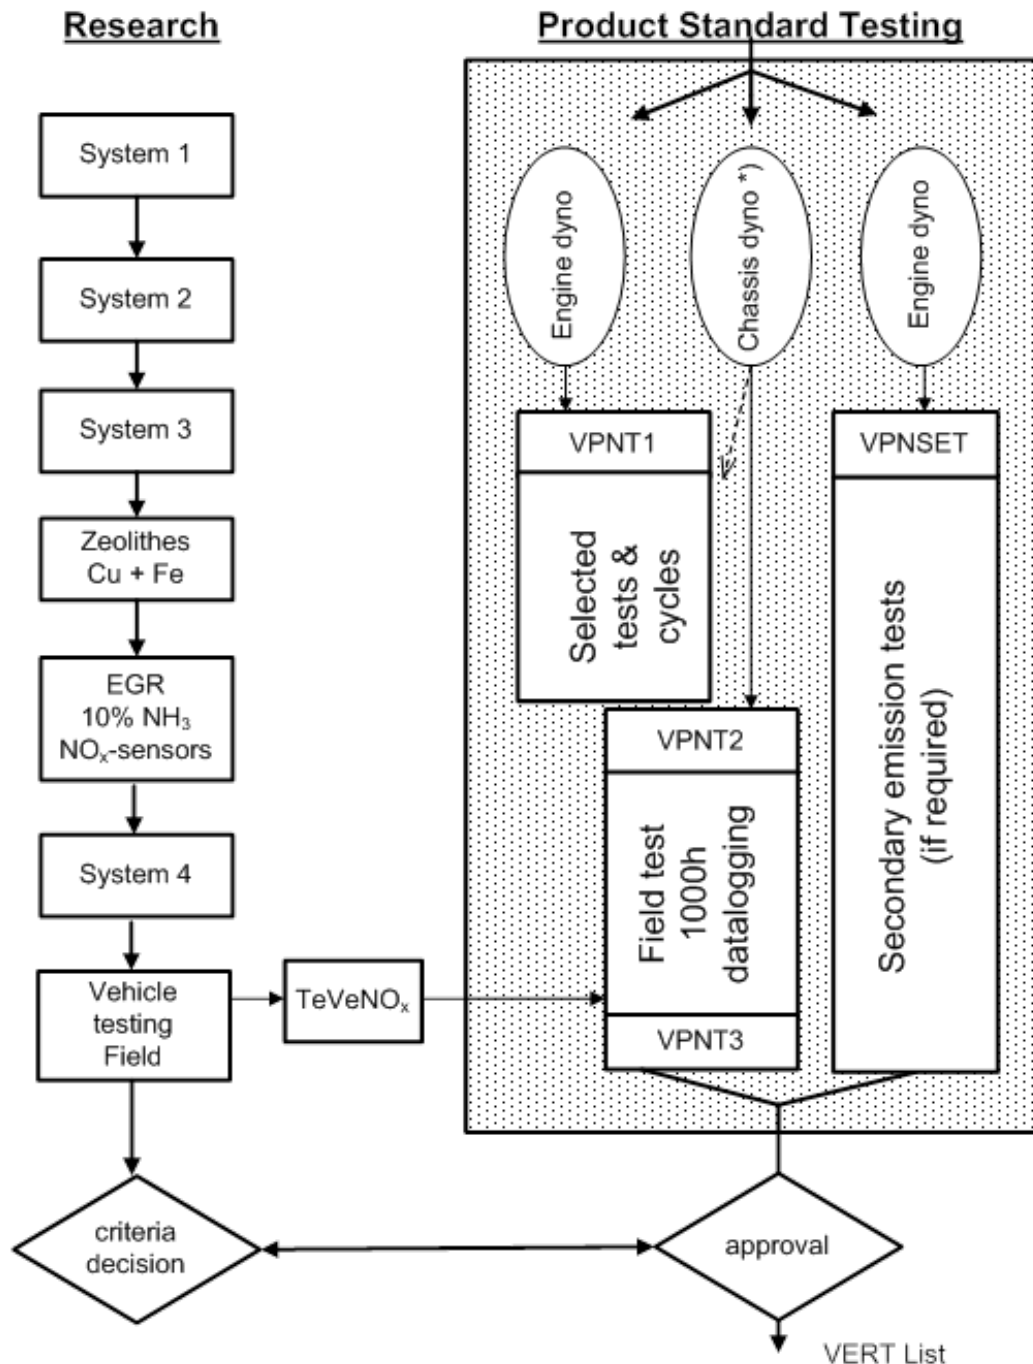 Research
System 1
System 2
System 3
Zeolithes
Cu + Fe
EGR
10% NH₃
NOₓ-sensors
System 4
Vehicle
testing
Field
TeVeNOₓ
criteria
decision
Product Standard Testing
Engine dyno
Chassis dyno *)
Engine dyno
VPNT1
Selected
tests &
cycles
VPNT2
Field test
1000h
datalogging
VPNT3
VPNSET
Secondary emission tests
(if required)
approval
VERT List